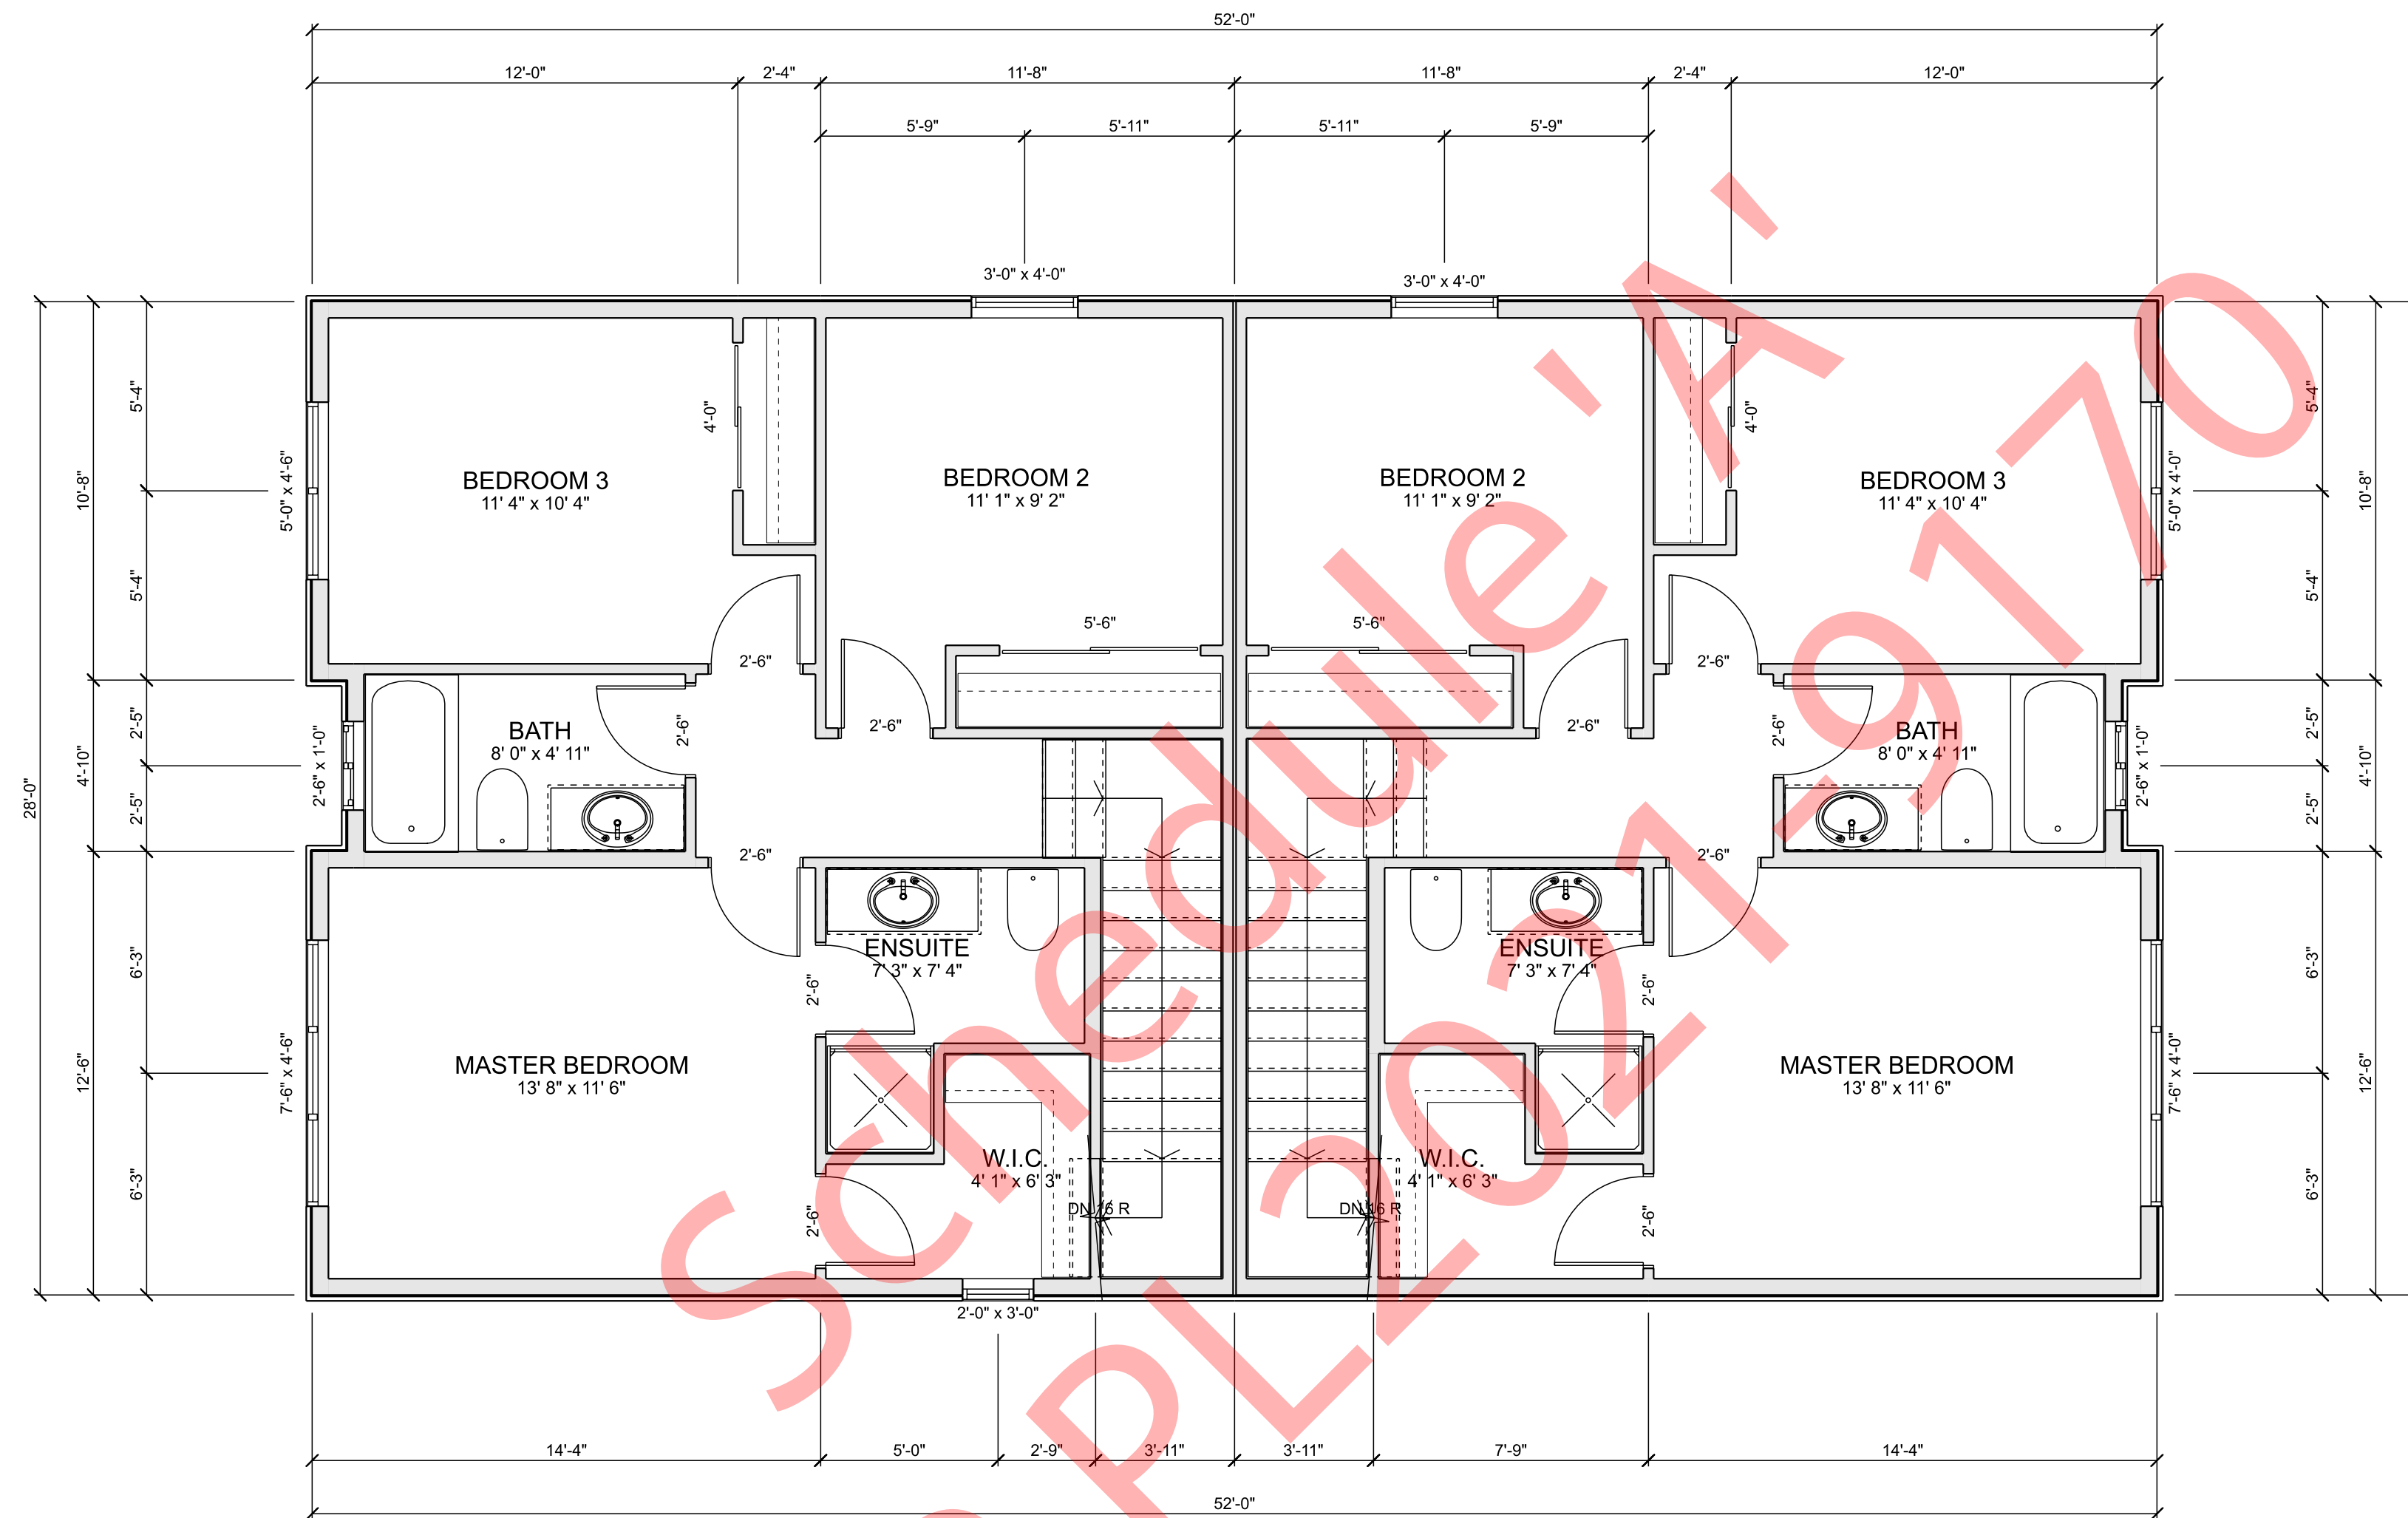 52'-0"
12'-0" 2'-4" 11'-8" 11'-8" 2'-4" 12'-0"
5'-9" 5'-11" 5'-11" 5'-9"
3'-0" x 4'-0" 3'-0" x 4'-0"
28'-0"
10'-8"
4'-10"
12'-6"
5'-4"
5'-4"
2'-5"
2'-5"
6'-3"
6'-3"
5'-0" x 4'-6"
2'-6" x 1'-0"
7'-6" x 4'-6"
BEDROOM 3
11' 4" x 10' 4"
4'-0"
BEDROOM 2
11' 1" x 9' 2"
BEDROOM 2
11' 1" x 9' 2"
4'-0"
BEDROOM 3
11' 4" x 10' 4"
5'-6" 5'-6"
2'-6" 2'-6"
2'-6" 2'-6"
BATH
8' 0" x 4' 11"
2'-6"
2'-6"
BATH
8' 0" x 4' 11"
2'-6" 2'-6"
ENSUITE
7' 3" x 7' 4"
2'-6"
ENSUITE
7' 3" x 7' 4"
2'-6"
MASTER BEDROOM
13' 8" x 11' 6"
MASTER BEDROOM
13' 8" x 11' 6"
W.I.C.
4' 1" x 6' 3"
2'-6"
DN 16 R
W.I.C.
4' 1" x 6' 3"
2'-6"
DN 16 R
5'-0" x 4'-0"
2'-6" x 1'-0"
7'-6" x 4'-0"
5'-4"
5'-4"
2'-5"
2'-5"
6'-3"
6'-3"
10'-8"
4'-10"
12'-6"
2'-0" x 3'-0"
14'-4" 5'-0" 2'-9" 3'-11" 3'-11" 7'-9" 14'-4"
52'-0"
Schedule 'A'
PL2021-9170